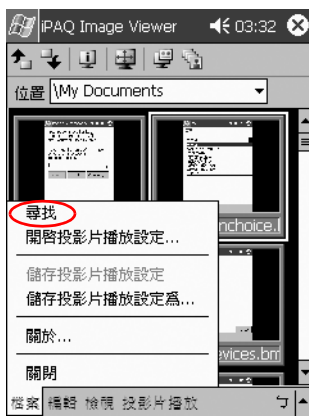 iPAQ Image Viewer 03:32
位置 \My Documents
nchoice.l
尋找
開啓投影片播放設定...
儲存投影片播放設定
儲存投影片播放設定爲...
evices.bm
關於...
關閉
檔案 編輯 檢視 投影片播放